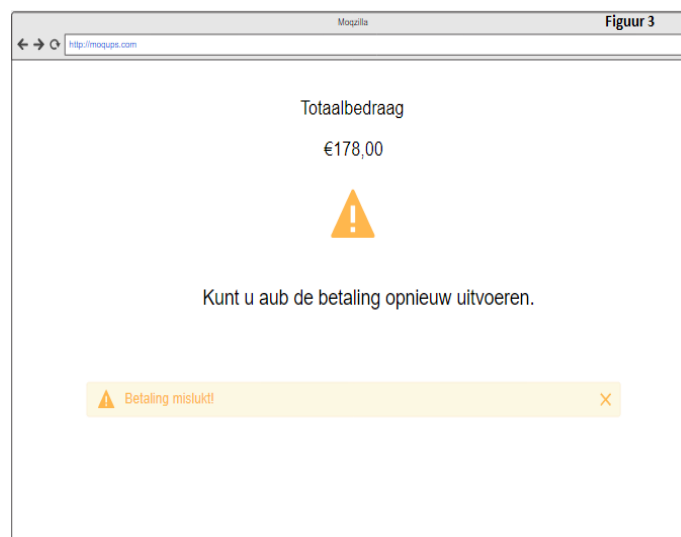 Moqzilla
Figuur 3
http://moqups.com
Totaalbedraag
€178,00
Kunt u aub de betaling opnieuw uitvoeren.
Betaling mislukt!